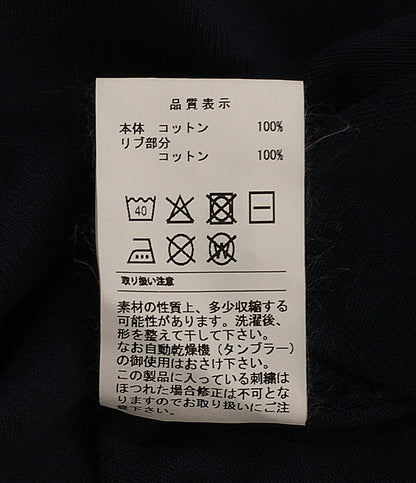 品質表示
本体 コットン 100%
リブ部分
コットン 100%
40
W
取り扱い注意
素材の性質上、多少収縮する
可能性があります。洗濯後、
形を整えて干して下さい。
なお自動乾燥機（タンブラー）
の御使用はおさけ下さい。
この製品に入っている刺繍は
ほつれた場合修正は不可とな
りますのでお取り扱いにご注
意下さい。